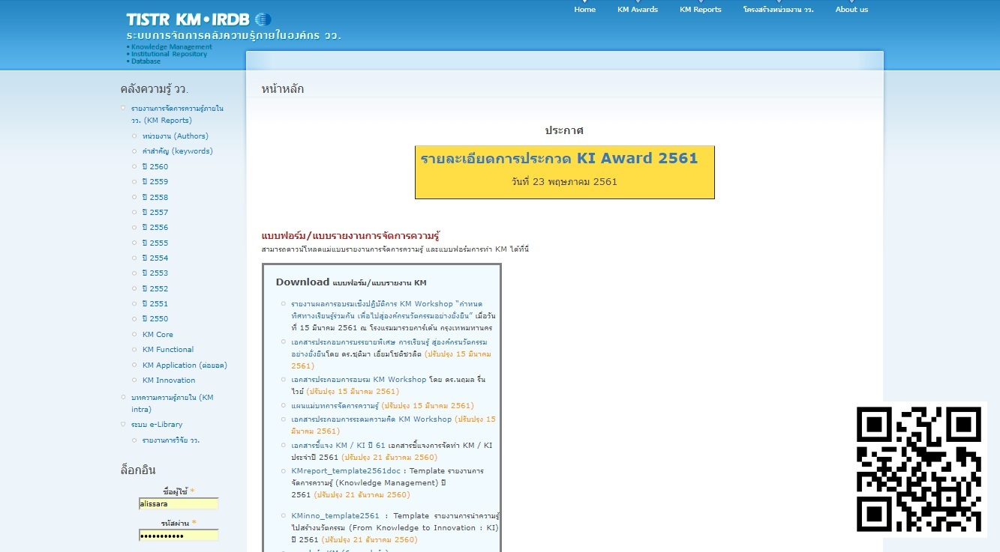 TISTR KM•IRDB
ระบบการจัดการคลังความรู้ภายในองค์กร วว.
• Knowledge Management
• Institutional Repository
• Database
Home
KM Awards
KM Reports
โครงสร้างหน่วยงาน วว.
About us
คลังความรู้ วว.
รายงานการจัดการความรู้ภายใน
วว. (KM Reports)
หน่วยงาน (Authors)
คำสำคัญ (keywords)
ปี 2560
ปี 2559
ปี 2558
ปี 2557
ปี 2556
ปี 2555
ปี 2554
ปี 2553
ปี 2552
ปี 2551
ปี 2550
KM Core
KM Functional
KM Application (ต่อยอด)
KM Innovation
บทความความรู้ภายใน (KM
intra)
ระบบ e-Library
รายงานการวิจัย วว.
ล็อกอิน
ชื่อผู้ใช้ *
alissara
รหัสผ่าน *
หน้าหลัก
ประกาศ
รายละเอียดการประกวด KI Award 2561
วันที่ 23 พฤษภาคม 2561
แบบฟอร์ม/แบบรายงานการจัดการความรู้
สามารถดาวน์โหลดแม่แบบรายงานการจัดการความรู้ และแบบฟอร์มการทำ KM ได้ที่นี่
Download แบบฟอร์ม/แบบรายงาน KM
รายงานผลการอบรมเชิงปฏิบัติการ KM Workshop “กำหนด
ทิศทางเรียนรู้ร่วมกัน เพื่อไปสู่องค์กรนวัตกรรมอย่างยั่งยืน” เมื่อวัน
ที่ 15 มีนาคม 2561 ณ โรงแรมมารวยการ์เด้น กรุงเทพมหานคร
เอกสารประกอบการบรรยายพิเศษ การเรียนรู้ สู่องค์กรนวัตกรรม
อย่างยั่งยืนโดย ดร.ชุติมา เอี่ยมโชติชวลิต (ปรับปรุง 15 มีนาคม
2561)
เอกสารประกอบการอบรม KM Workshop โดย ดร.นฤมล รื่น
ไวย์ (ปรับปรุง 15 มีนาคม 2561)
แผนแม่บทการจัดการความรู้ (ปรับปรุง 15 มีนาคม 2561)
เอกสารประกอบการระดมความคิด KM Workshop (ปรับปรุง 15
มีนาคม 2561)
เอกสารชี้แจง KM / KI ปี 61 เอกสารชี้แจงการจัดทำ KM / KI
ประจำปี 2561 (ปรับปรุง 21 ธันวาคม 2560)
KMreport_template2561doc : Template รายงานการ
จัดการความรู้ (Knowledge Management) ปี
2561 (ปรับปรุง 21 ธันวาคม 2560)
KMinno_template2561 : Template รายงานการนำความรู้
ไปสร้างนวัตกรรม (From Knowledge to Innovation : KI)
ปี 2561 (ปรับปรุง 21 ธันวาคม 2560)